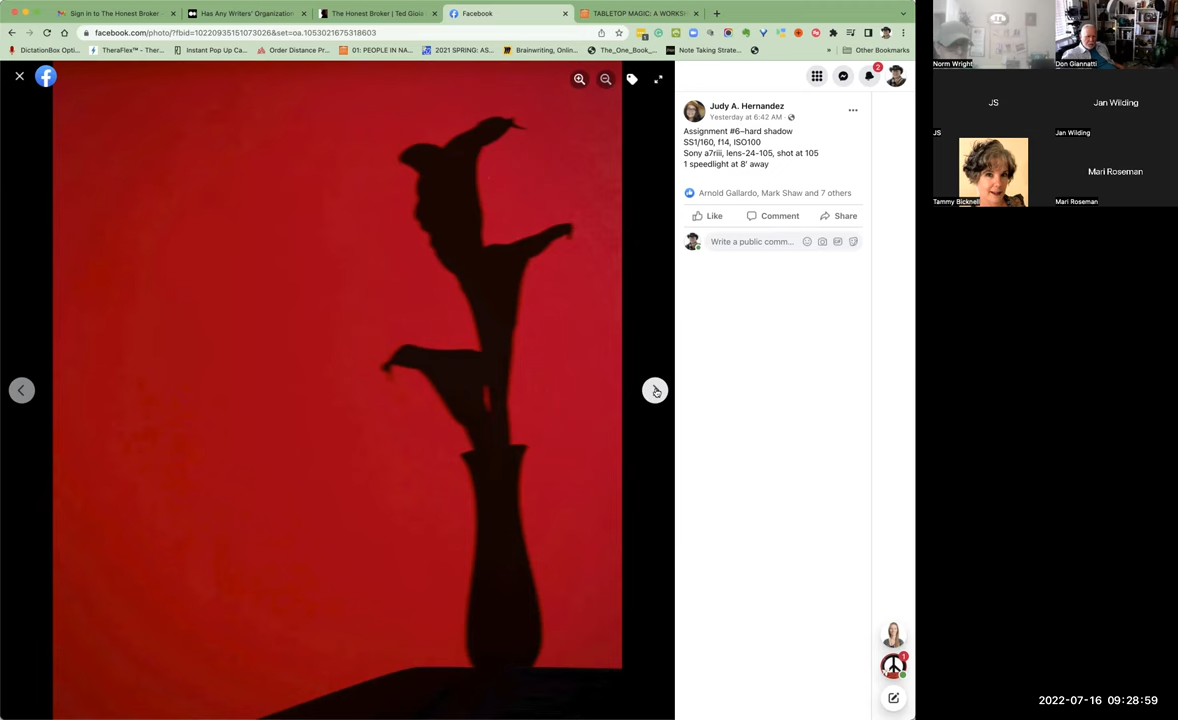 Sign in to The Honest Broker
Has Any Writers' Organization
The Honest Broker | Ted Gioia
Facebook
TABLETOP MAGIC: A WORKSH
facebook.com/photo/?fbid=10220935151073026&set=oa.1053021675318603
DictationBox Opti...
TheraFlex™ - Ther...
Instant Pop Up Ca...
Order Distance Pr...
01: PEOPLE IN NA...
2021 SPRING: AS...
Brainwriting, Onlin...
The_One_Book_...
Note Taking Strate...
»
Other Bookmarks
2
Judy A. Hernandez
Yesterday at 6:42 AM ·
Assignment #6~hard shadow
SS1/160, f14, ISO100
Sony a7riii, lens-24-105, shot at 105
1 speedlight at 8' away
Arnold Gallardo, Mark Shaw and 7 others
Like
Comment
Share
Write a public comm...
1
Norm Wright
Don Giannatti
JS
Jan Wilding
JS
Jan Wilding
Mari Roseman
Tammy Bicknell
Mari Roseman
2022-07-16 09:28:59